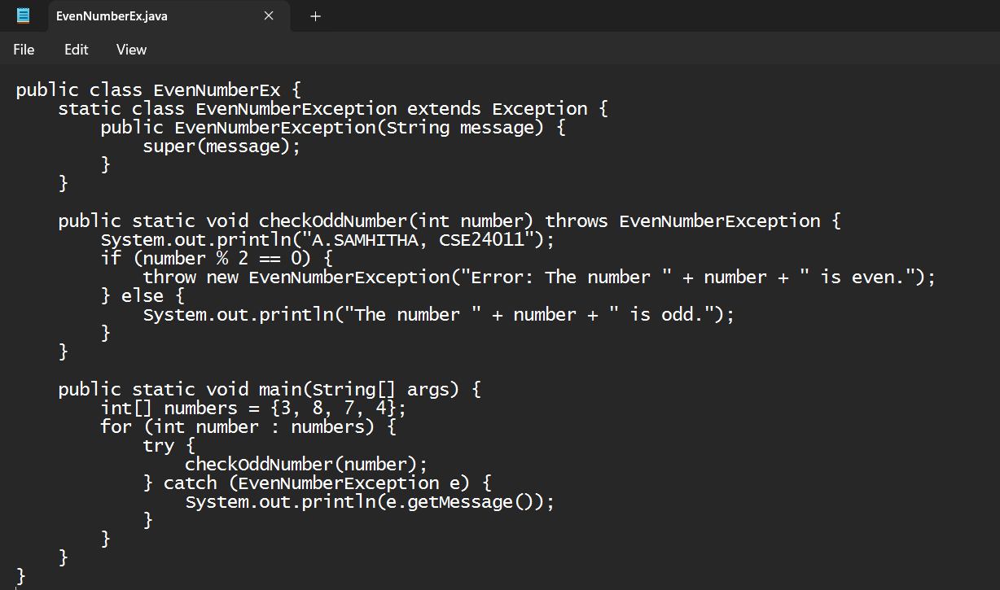 EvenNumberEx.java
File Edit View
public class EvenNumberEx {
    static class EvenNumberException extends Exception {
        public EvenNumberException(String message) {
            super(message);
        }
    }

    public static void checkOddNumber(int number) throws EvenNumberException {
        System.out.println("A.SAMHITHA, CSE24011");
        if (number % 2 == 0) {
            throw new EvenNumberException("Error: The number " + number + " is even.");
        } else {
            System.out.println("The number " + number + " is odd.");
        }
    }

    public static void main(String[] args) {
        int[] numbers = {3, 8, 7, 4};
        for (int number : numbers) {
            try {
                checkOddNumber(number);
            } catch (EvenNumberException e) {
                System.out.println(e.getMessage());
            }
        }
    }
}